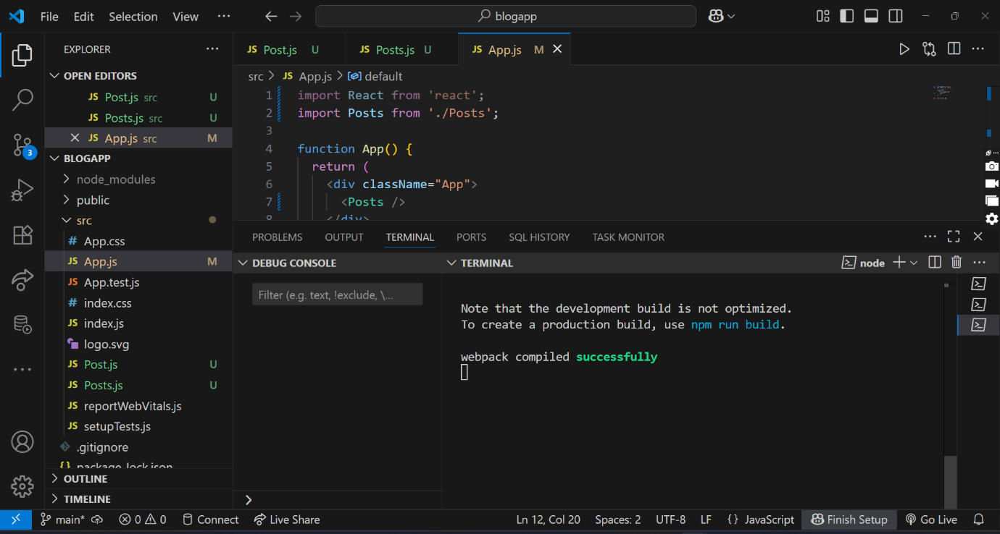 File Edit Selection View ··· blogapp
EXPLORER ···
OPEN EDITORS
JS Post.js src U
JS Posts.js src U
JS App.js src M
BLOGAPP
node_modules
public
src
# App.css
JS App.js M
JS App.test.js
# index.css
JS index.js
logo.svg
JS Post.js U
JS Posts.js U
JS reportWebVitals.js
JS setupTests.js
.gitignore
{} package-lock.json
OUTLINE
TIMELINE
3
JS Post.js U JS Posts.js U JS App.js M
src > JS App.js > default
1 import React from 'react';
2 import Posts from './Posts';
3
4 function App() {
5 return (
6 <div className="App">
7 <Posts />
8 </div>
PROBLEMS OUTPUT TERMINAL PORTS SQL HISTORY TASK MONITOR
DEBUG CONSOLE
Filter (e.g. text, !exclude, \...
TERMINAL node
Note that the development build is not optimized.
To create a production build, use npm run build.
webpack compiled successfully
main* 0 0 Connect Live Share Ln 12, Col 20 Spaces: 2 UTF-8 LF {} JavaScript Finish Setup Go Live